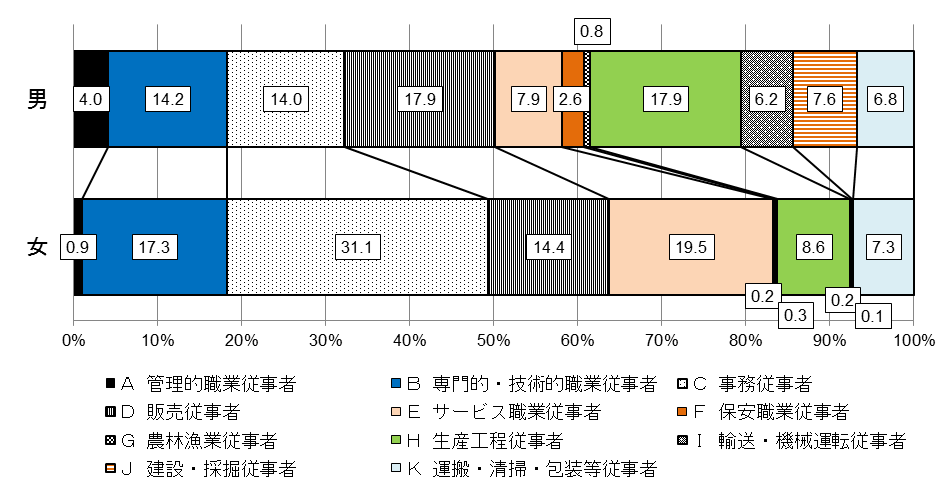 0.8
男 4.0 14.2 14.0 17.9 7.9 2.6 17.9 6.2 7.6 6.8
女 0.9 17.3 31.1 14.4 19.5 8.6 7.3
0.2 0.2
0.3 0.1
0% 10% 20% 30% 40% 50% 60% 70% 80% 90% 100%
A 管理的職業従事者 B 専門的・技術的職業従事者 C 事務従事者
D 販売従事者 E サービス職業従事者 F 保安職業従事者
G 農林漁業従事者 H 生産工程従事者 I 輸送・機械運転従事者
J 建設・採掘従事者 K 運搬・清掃・包装等従事者